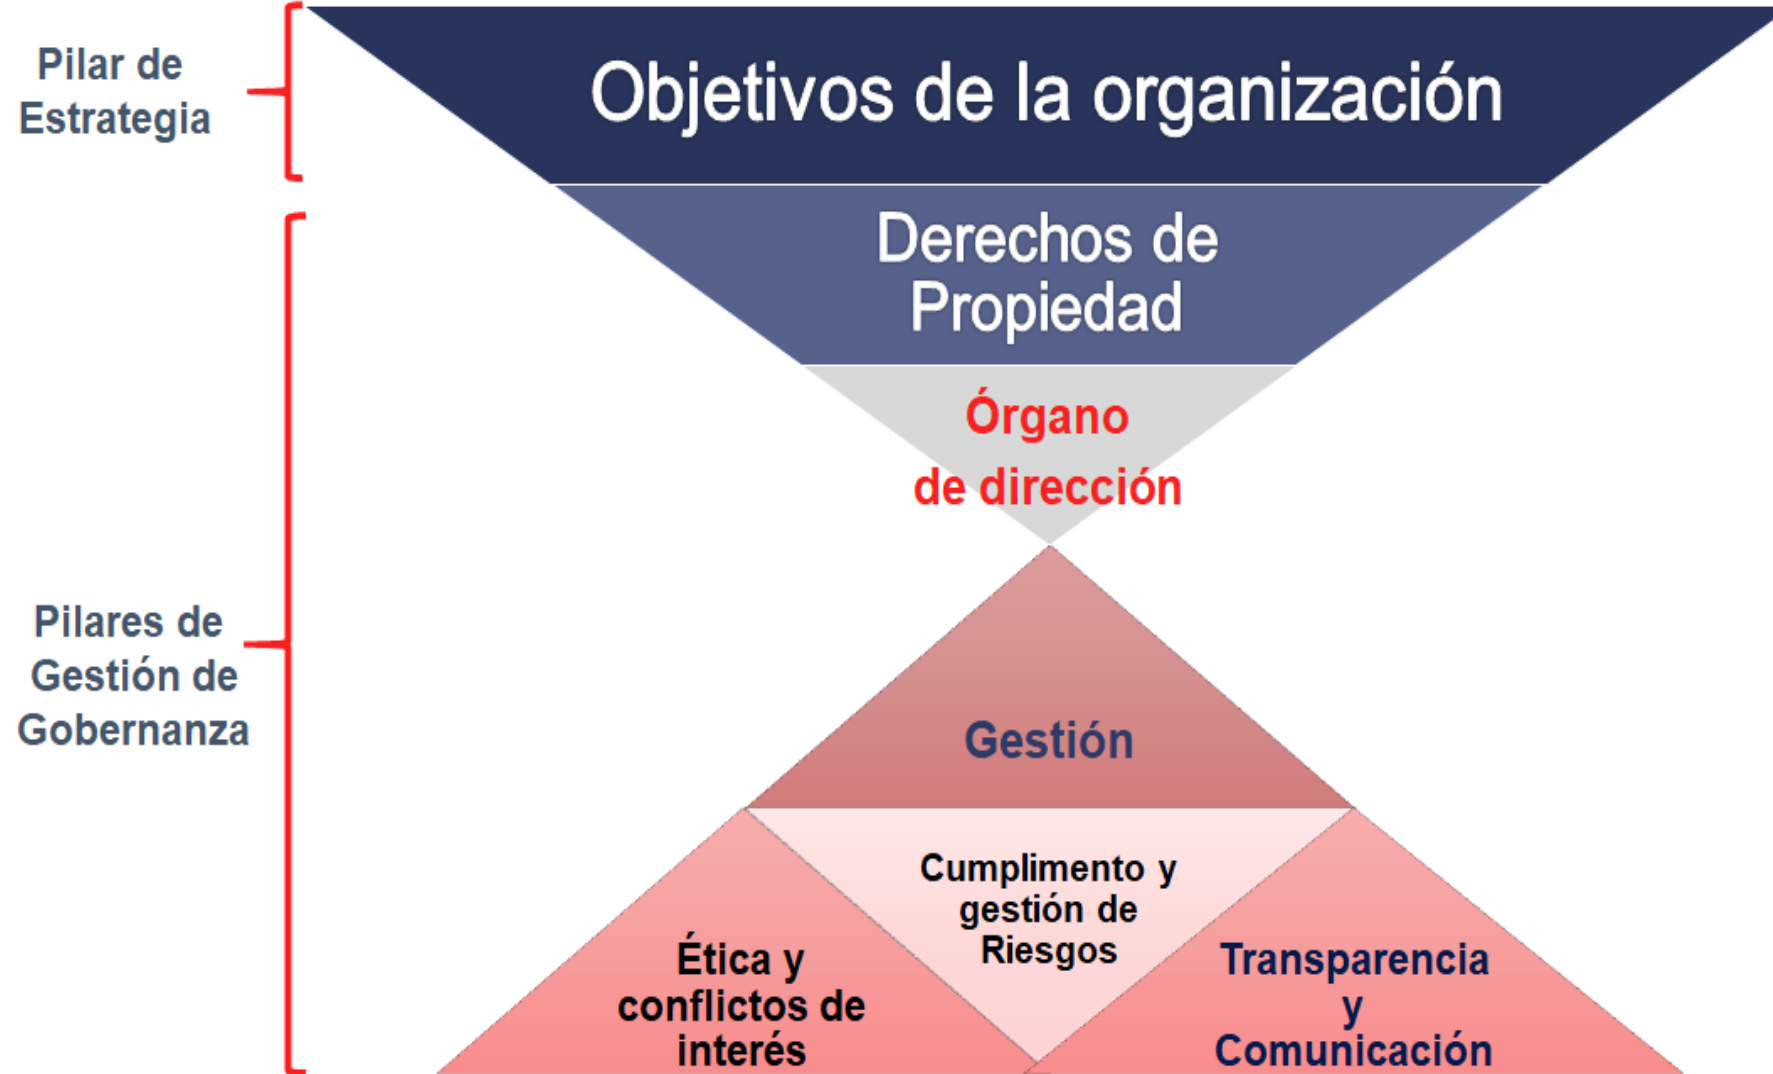 Pilar de
Estrategia
Objetivos de la organización
Derechos de
Propiedad
Órgano
de dirección
Pilares de
Gestión de
Gobernanza
Gestión
Cumplimento y
gestión de
Riesgos
Ética y
conflictos de
interés
Transparencia
y
Comunicación